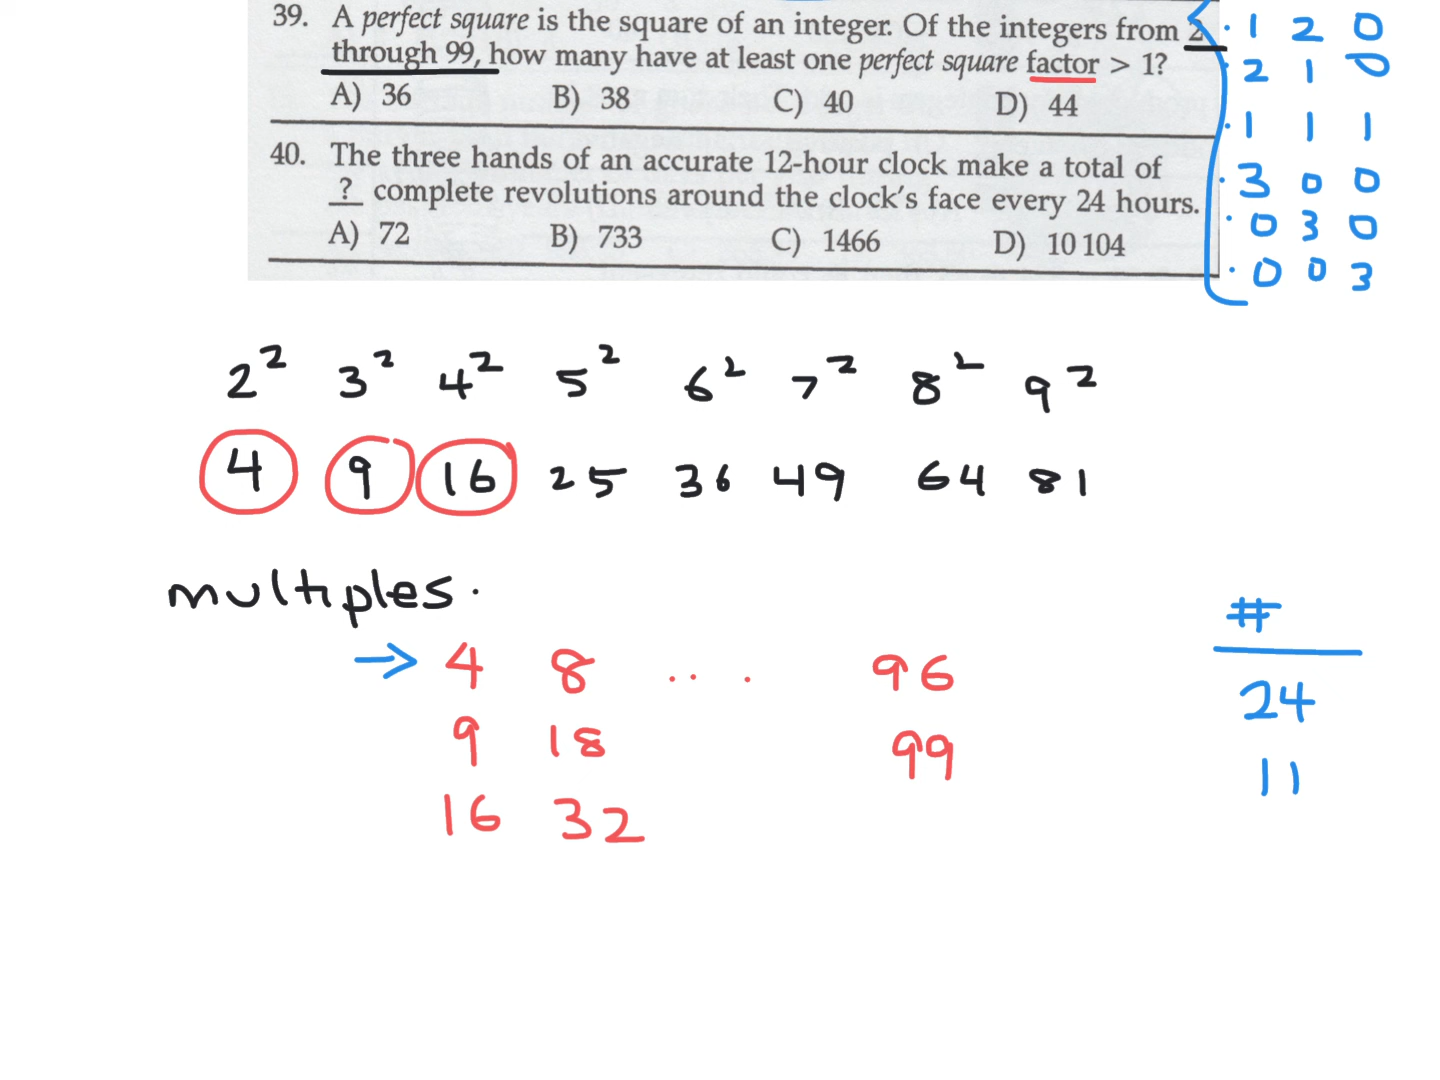 39. A perfect square is the square of an integer. Of the integers from 2
through 99, how many have at least one perfect square factor > 1?
A) 36 B) 38 C) 40 D) 44
40. The three hands of an accurate 12-hour clock make a total of
? complete revolutions around the clock's face every 24 hours.
A) 72 B) 733 C) 1466 D) 10 104
· 1 2 0
· 2 1 0
· 1 1 1
· 3 0 0
· 0 3 0
· 0 0 3
2² 3² 4² 5² 6² 7² 8² 9²
4 9 16 25 36 49 64 81
multiples.
#
→ 4 8 ... 96 24
9 18 99 11
16 32